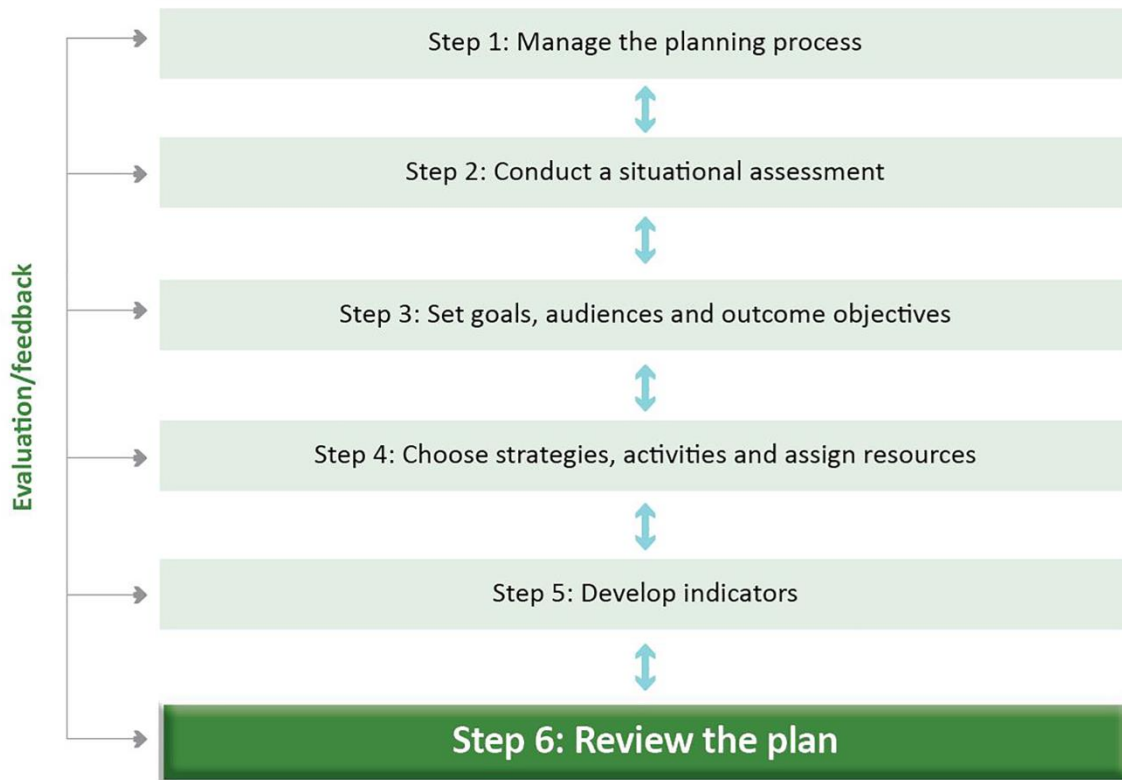 Step 1: Manage the planning process
Step 2: Conduct a situational assessment
Step 3: Set goals, audiences and outcome objectives
Step 4: Choose strategies, activities and assign resources
Step 5: Develop indicators
Step 6: Review the plan
Evaluation/feedback